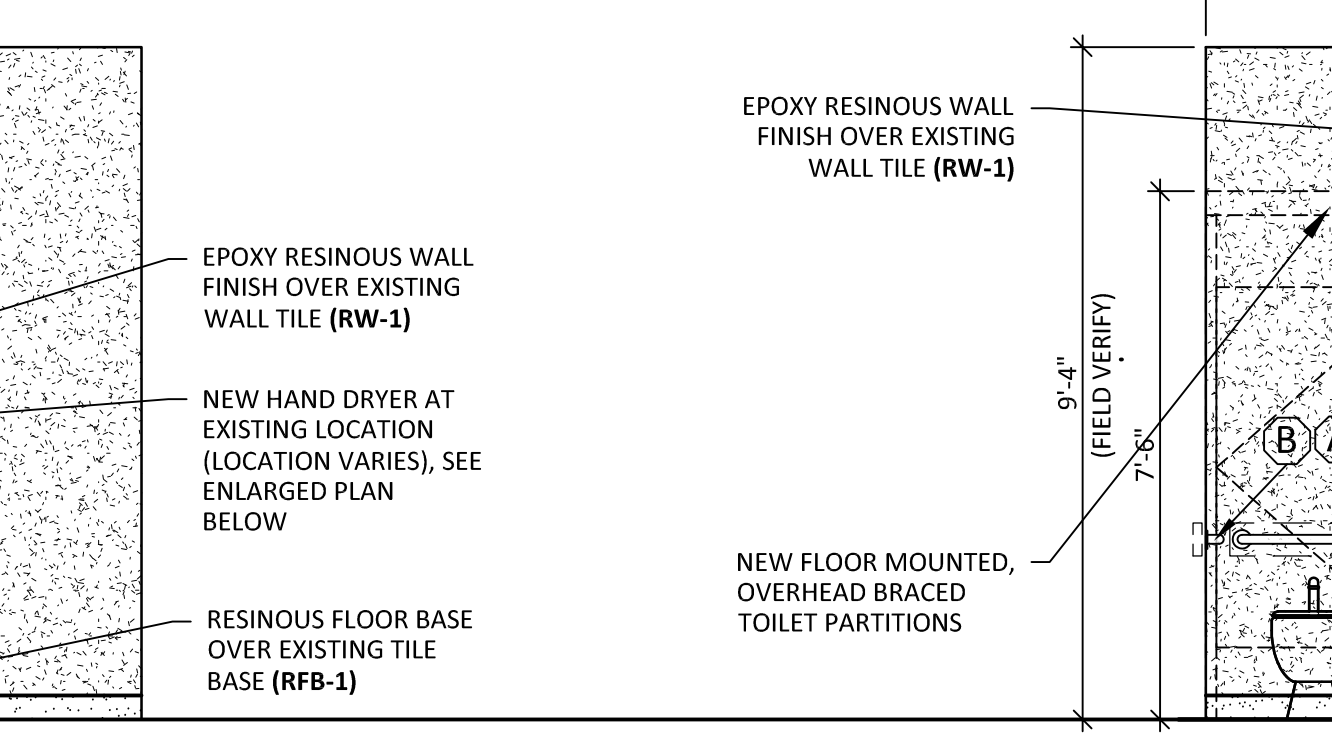 EPOXY RESINOUS WALL
FINISH OVER EXISTING
WALL TILE (RW-1)
NEW HAND DRYER AT
EXISTING LOCATION
(LOCATION VARIES), SEE
ENLARGED PLAN
BELOW
RESINOUS FLOOR BASE
OVER EXISTING TILE
BASE (RFB-1)
EPOXY RESINOUS WALL
FINISH OVER EXISTING
WALL TILE (RW-1)
9'-4"
(FIELD VERIFY)
7'-6"
NEW FLOOR MOUNTED,
OVERHEAD BRACED
TOILET PARTITIONS
B